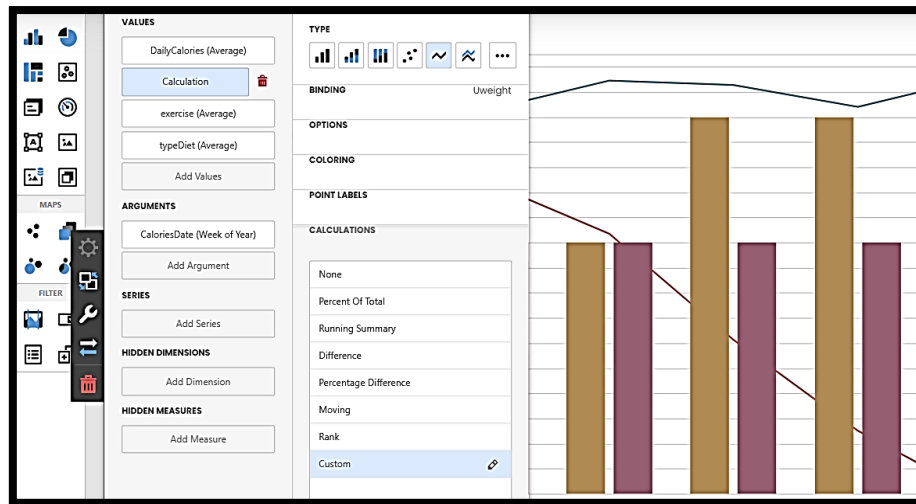 MAPS
FILTER
VALUES
DailyCalories (Average)
Calculation
exercise (Average)
typeDiet (Average)
Add Values
ARGUMENTS
CaloriesDate (Week of Year)
Add Argument
SERIES
Add Series
HIDDEN DIMENSIONS
Add Dimension
HIDDEN MEASURES
Add Measure
TYPE
BINDING Uweight
OPTIONS
COLORING
POINT LABELS
CALCULATIONS
None
Percent Of Total
Running Summary
Difference
Percentage Difference
Moving
Rank
Custom